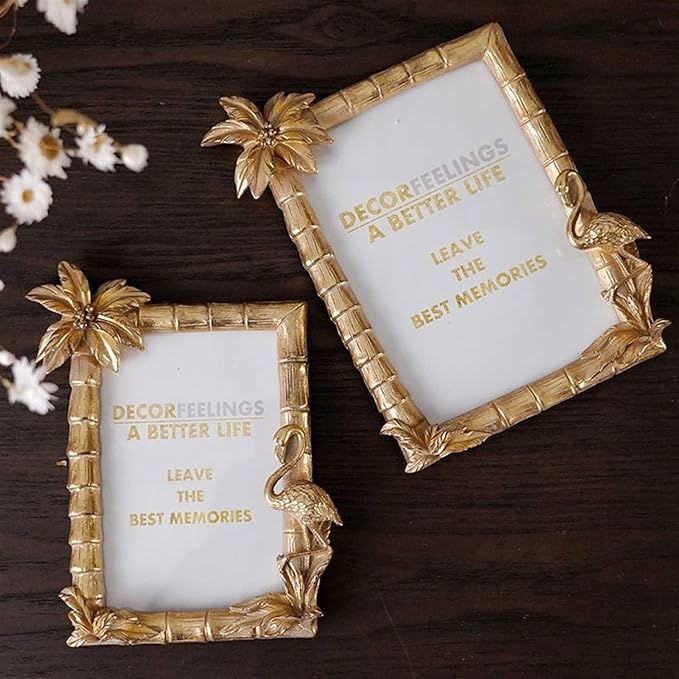 DECORFEELINGS
A BETTER LIFE
LEAVE
THE
BEST MEMORIES
DECORFEELINGS
A BETTER LIFE
LEAVE
THE
BEST MEMORIES